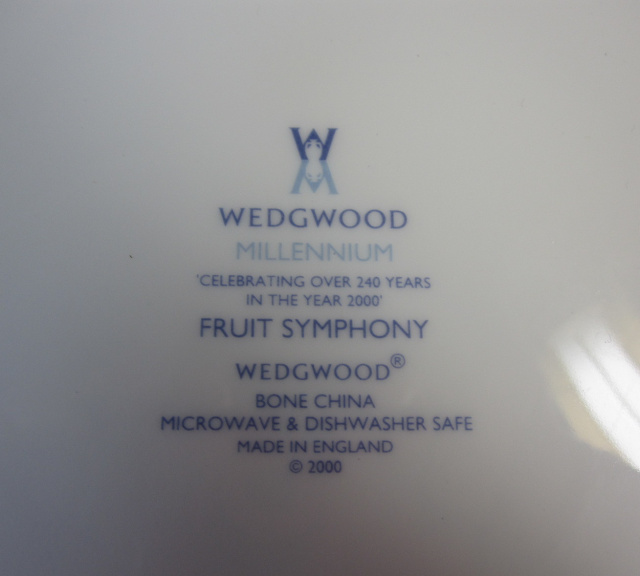 W
M
WEDGWOOD
MILLENNIUM
'CELEBRATING OVER 240 YEARS
IN THE YEAR 2000'
FRUIT SYMPHONY
WEDGWOOD®
BONE CHINA
MICROWAVE & DISHWASHER SAFE
MADE IN ENGLAND
© 2000